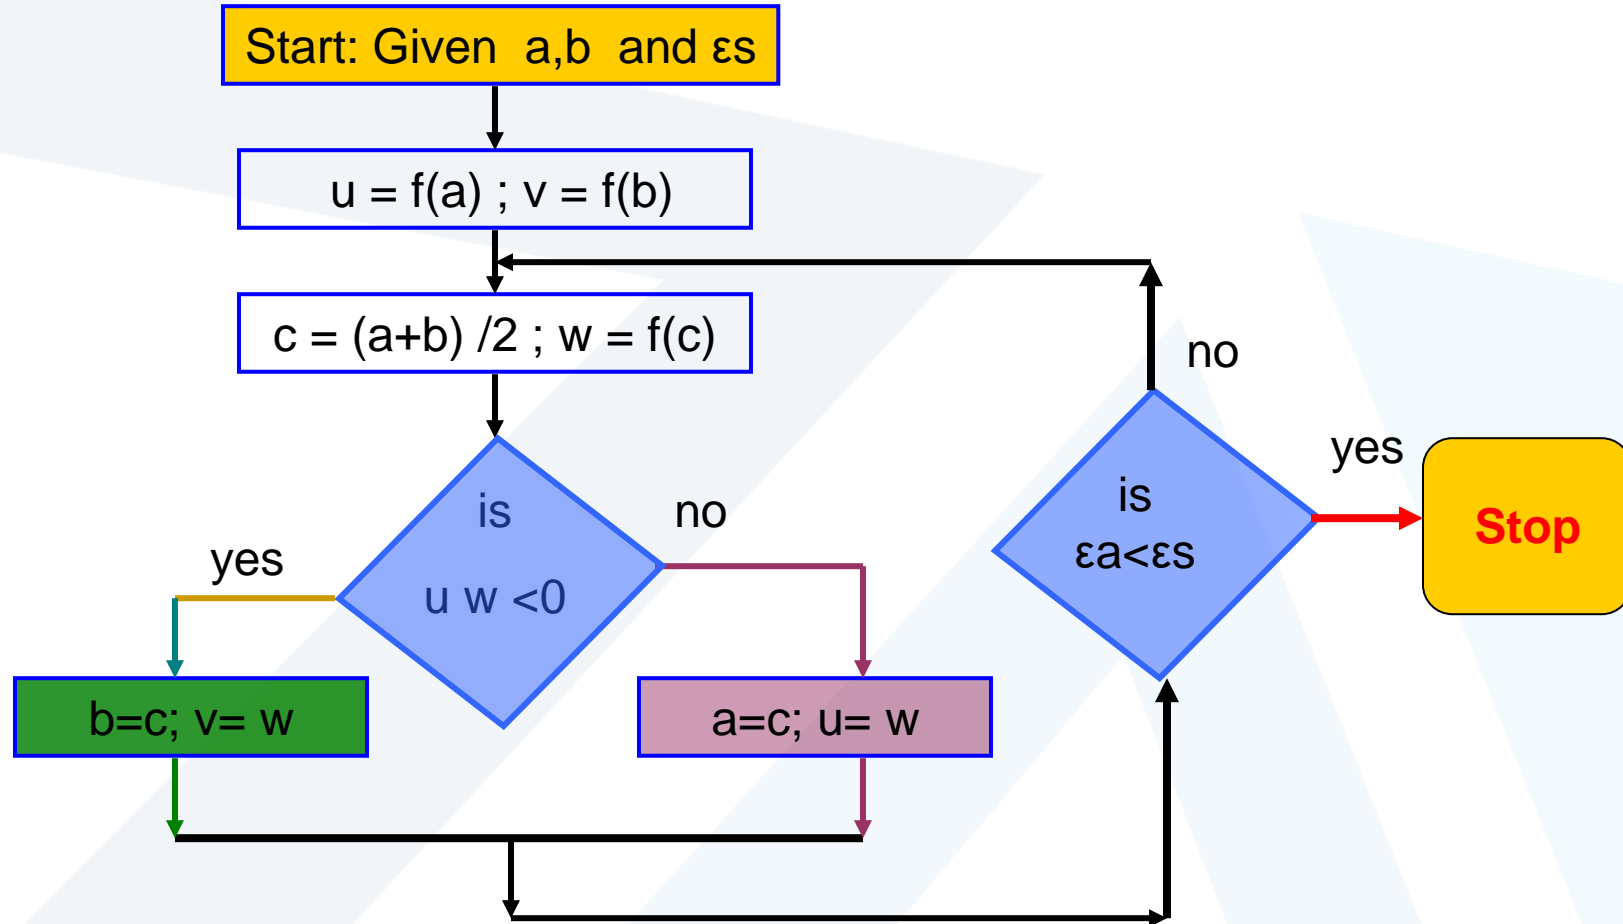 Start: Given  a,b  and εs
u = f(a) ; v = f(b)
c = (a+b) /2 ; w = f(c)
is
u w <0
yes
no
b=c; v= w
a=c; u= w
is
εa<εs
no
yes
Stop